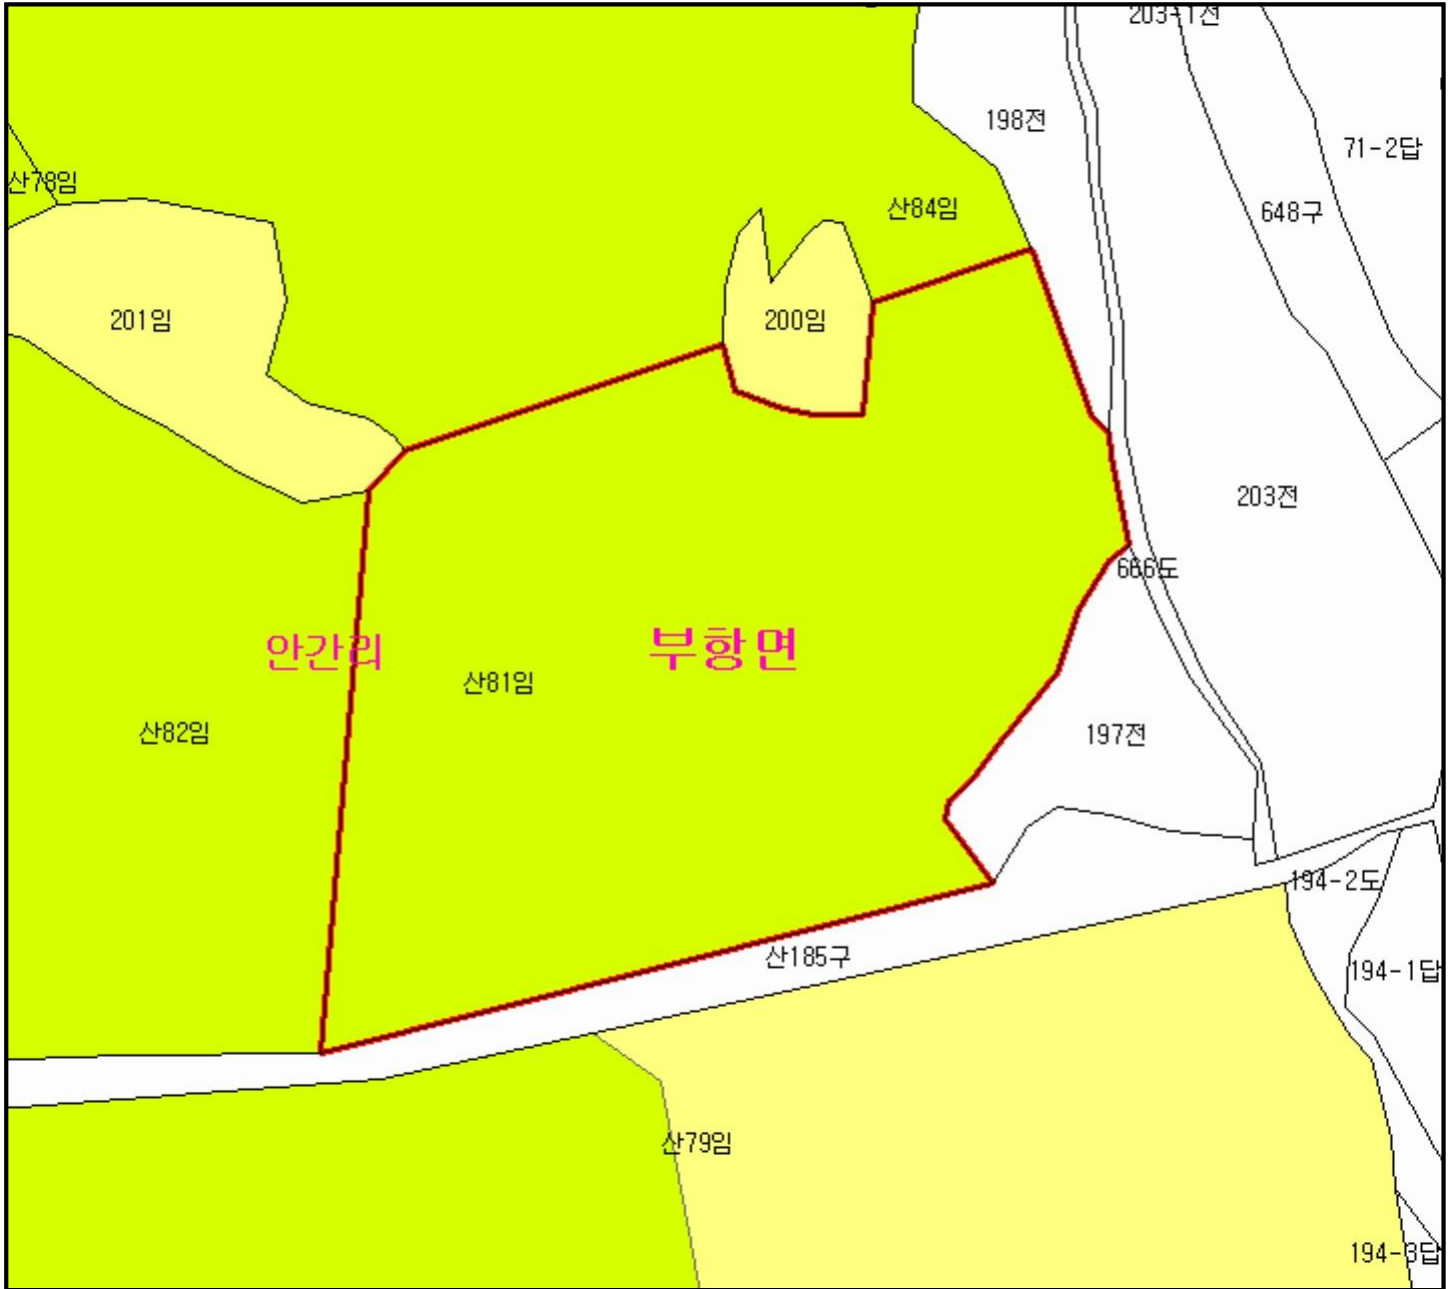 203-1전
198전
71-2답
산78임
산84임
648구
201임
200임
203전
666도
안간리
부항면
산81임
산82임
197전
194-2도
산185구
194-1답
산79임
194-3답